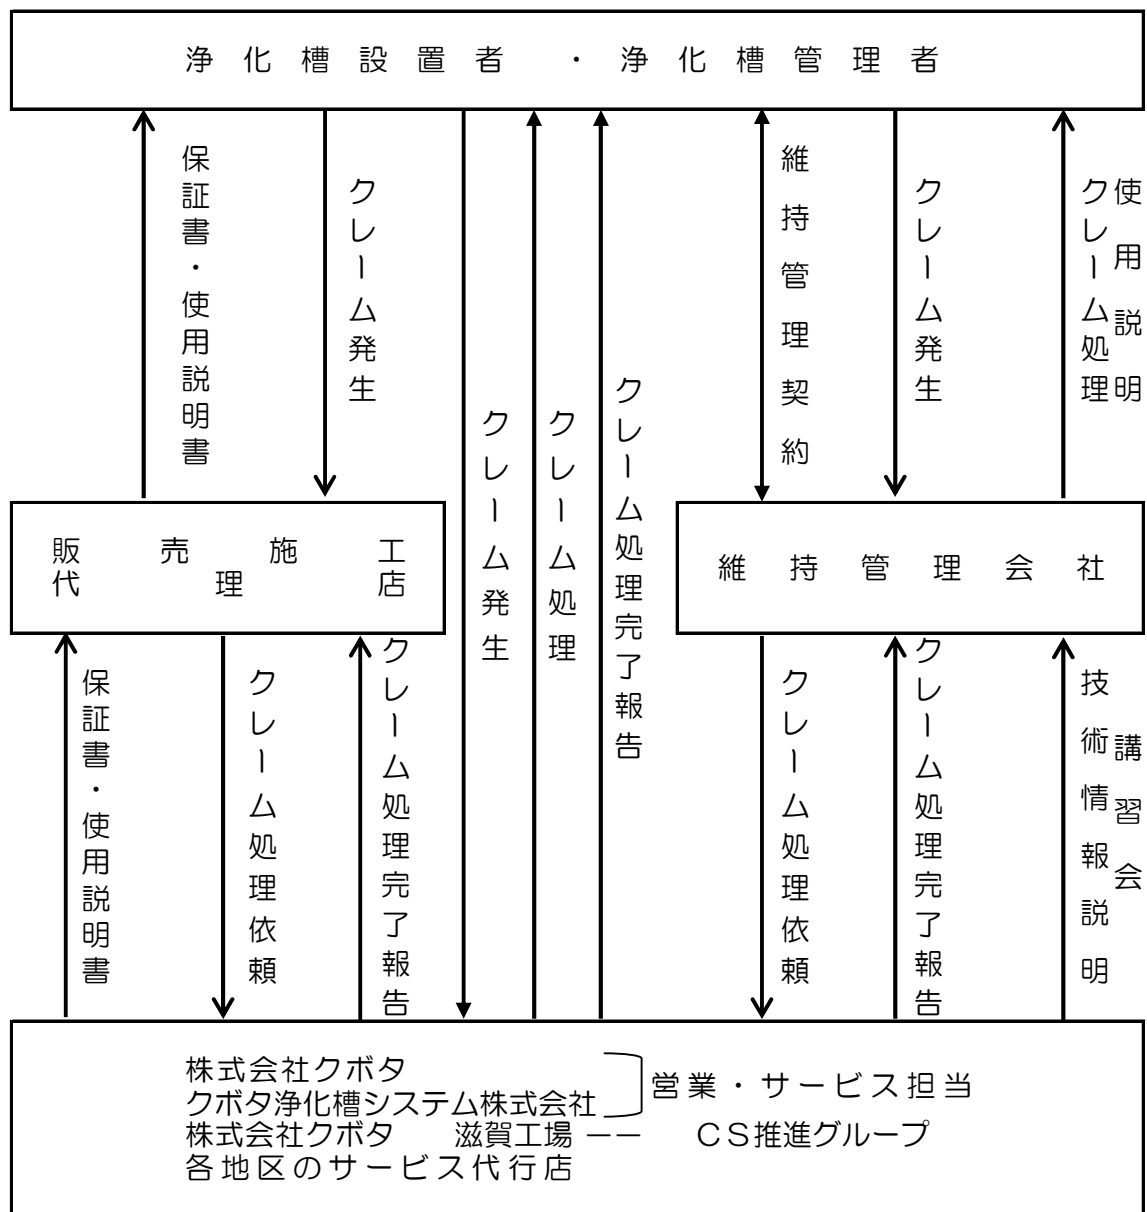 浄化槽設置者・浄化槽管理者
保証書・使用説明書
クレーム発生
クレーム発生
クレーム処理
クレーム処理完了報告
維持管理契約
クレーム発生
使用説明
クレーム処理
販売施工
代理店
維持管理会社
保証書・使用説明書
クレーム処理依頼
クレーム処理完了報告
クレーム処理依頼
クレーム処理完了報告
講習会
技術情報説明
株式会社クボタ
クボタ浄化槽システム株式会社
営業・サービス担当
株式会社クボタ 滋賀工場 ―― CS推進グループ
各地区のサービス代行店